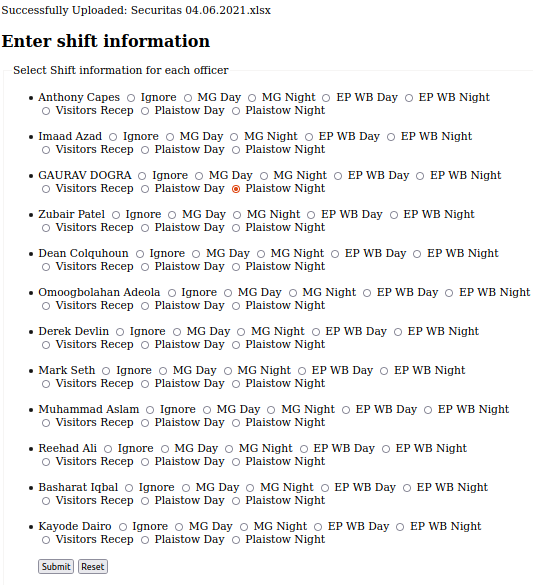 Successfully Uploaded: Securitas 04.06.2021.xlsx
Enter shift information
Select Shift information for each officer
Anthony Capes Ignore MG Day MG Night EP WB Day EP WB Night
Visitors Recep Plaistow Day Plaistow Night
Imaad Azad Ignore MG Day MG Night EP WB Day EP WB Night
Visitors Recep Plaistow Day Plaistow Night
GAURAV DOGRA Ignore MG Day MG Night EP WB Day EP WB Night
Visitors Recep Plaistow Day Plaistow Night
Zubair Patel Ignore MG Day MG Night EP WB Day EP WB Night
Visitors Recep Plaistow Day Plaistow Night
Dean Colquhoun Ignore MG Day MG Night EP WB Day EP WB Night
Visitors Recep Plaistow Day Plaistow Night
Omoogbolahan Adeola Ignore MG Day MG Night EP WB Day EP WB Night
Visitors Recep Plaistow Day Plaistow Night
Derek Devlin Ignore MG Day MG Night EP WB Day EP WB Night
Visitors Recep Plaistow Day Plaistow Night
Mark Seth Ignore MG Day MG Night EP WB Day EP WB Night
Visitors Recep Plaistow Day Plaistow Night
Muhammad Aslam Ignore MG Day MG Night EP WB Day EP WB Night
Visitors Recep Plaistow Day Plaistow Night
Reehad Ali Ignore MG Day MG Night EP WB Day EP WB Night
Visitors Recep Plaistow Day Plaistow Night
Basharat Iqbal Ignore MG Day MG Night EP WB Day EP WB Night
Visitors Recep Plaistow Day Plaistow Night
Kayode Dairo Ignore MG Day MG Night EP WB Day EP WB Night
Visitors Recep Plaistow Day Plaistow Night
Submit Reset